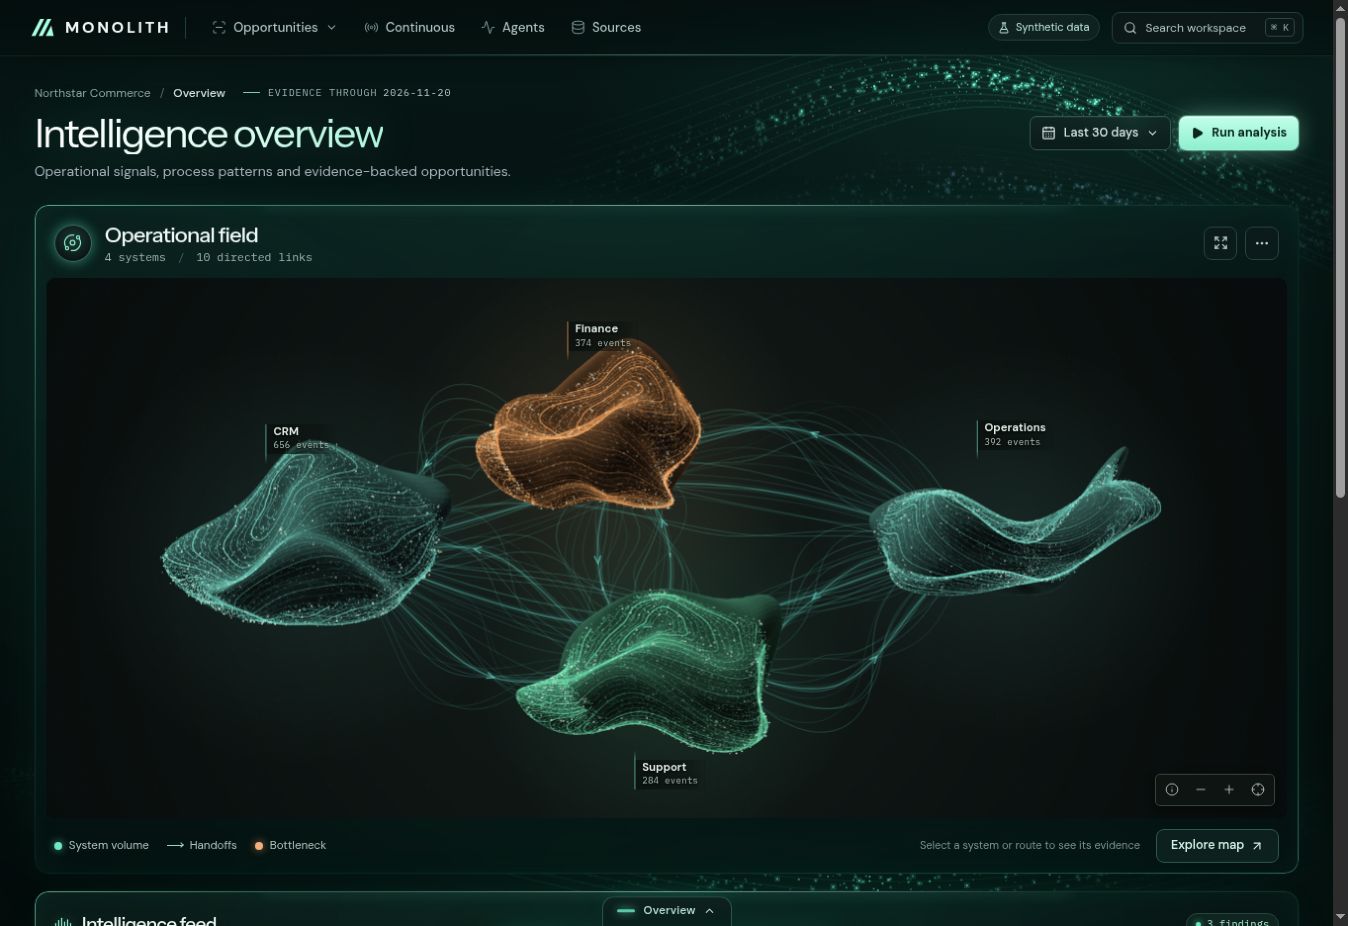 MONOLITH
Opportunities
Continuous
Agents
Sources
Synthetic data
Search workspace
⌘ K
Northstar Commerce / Overview
EVIDENCE THROUGH 2026-11-20
Intelligence overview
Last 30 days
Run analysis
Operational signals, process patterns and evidence-backed opportunities.
Operational field
4 systems / 10 directed links
Finance
374 events
CRM
656 events
Operations
392 events
Support
284 events
System volume
Handoffs
Bottleneck
Select a system or route to see its evidence
Explore map
Overview
Intelligence feed
3 findings